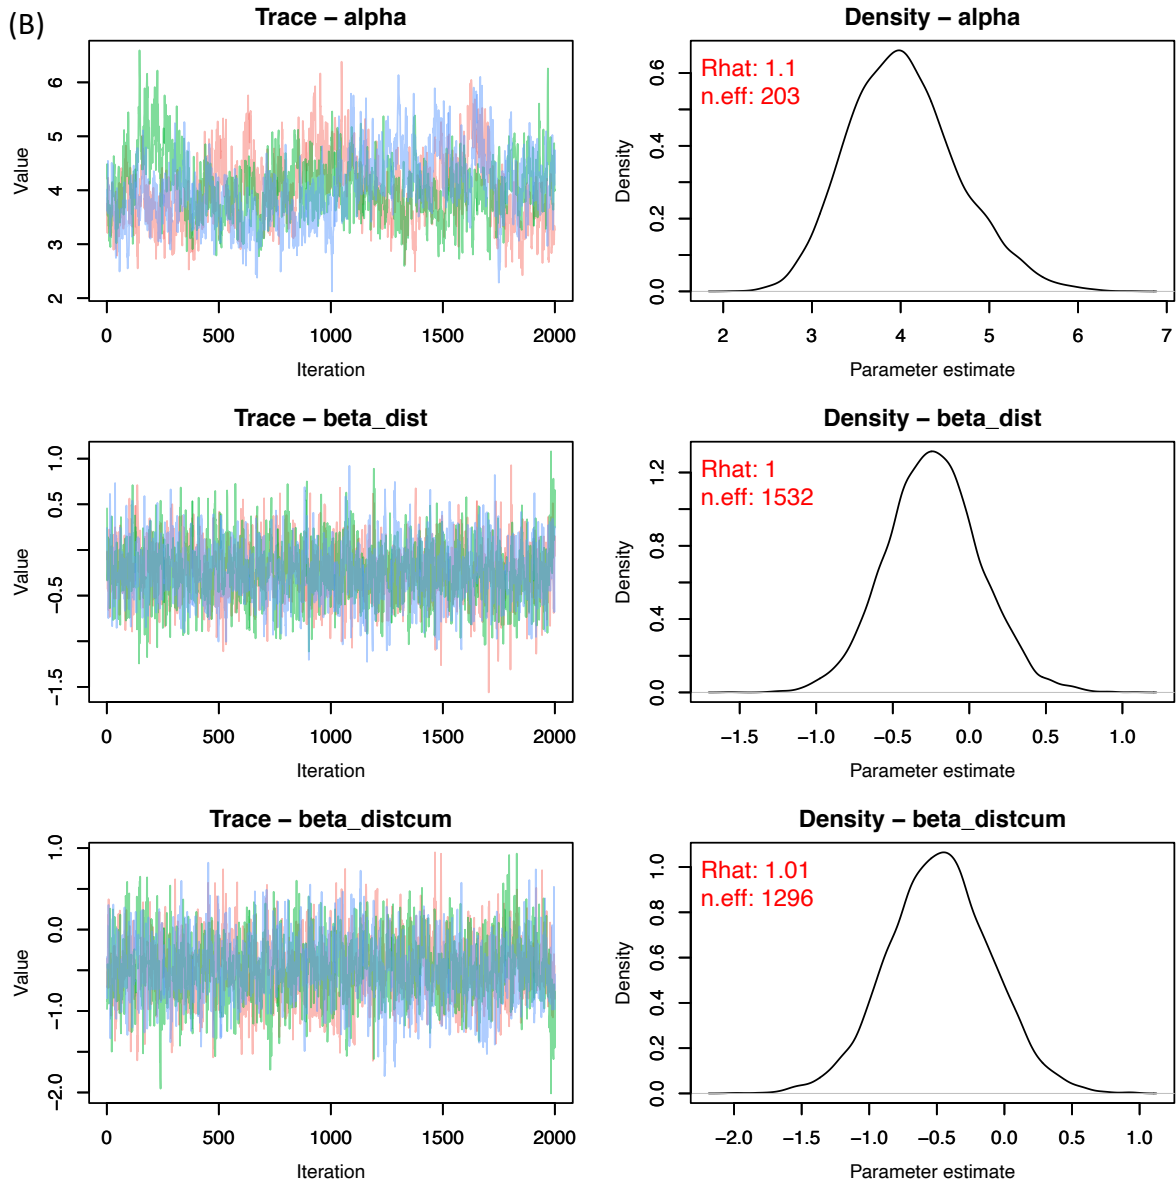 (B)
Trace – alpha
Value
2
3
4
5
6
0
500
1000
1500
2000
Iteration
Density – alpha
Rhat: 1.1
n.eff: 203
Density
0.0
0.2
0.4
0.6
2
3
4
5
6
7
Parameter estimate
Trace – beta_dist
Value
−1.5
−0.5
0.5
1.0
0
500
1000
1500
2000
Iteration
Density – beta_dist
Rhat: 1
n.eff: 1532
Density
0.0
0.4
0.8
1.2
−1.5
−1.0
−0.5
0.0
0.5
1.0
Parameter estimate
Trace – beta_distcum
Value
−2.0
−1.0
0.0
1.0
0
500
1000
1500
2000
Iteration
Density – beta_distcum
Rhat: 1.01
n.eff: 1296
Density
0.0
0.2
0.4
0.6
0.8
1.0
−2.0
−1.5
−1.0
−0.5
0.0
0.5
1.0
Parameter estimate